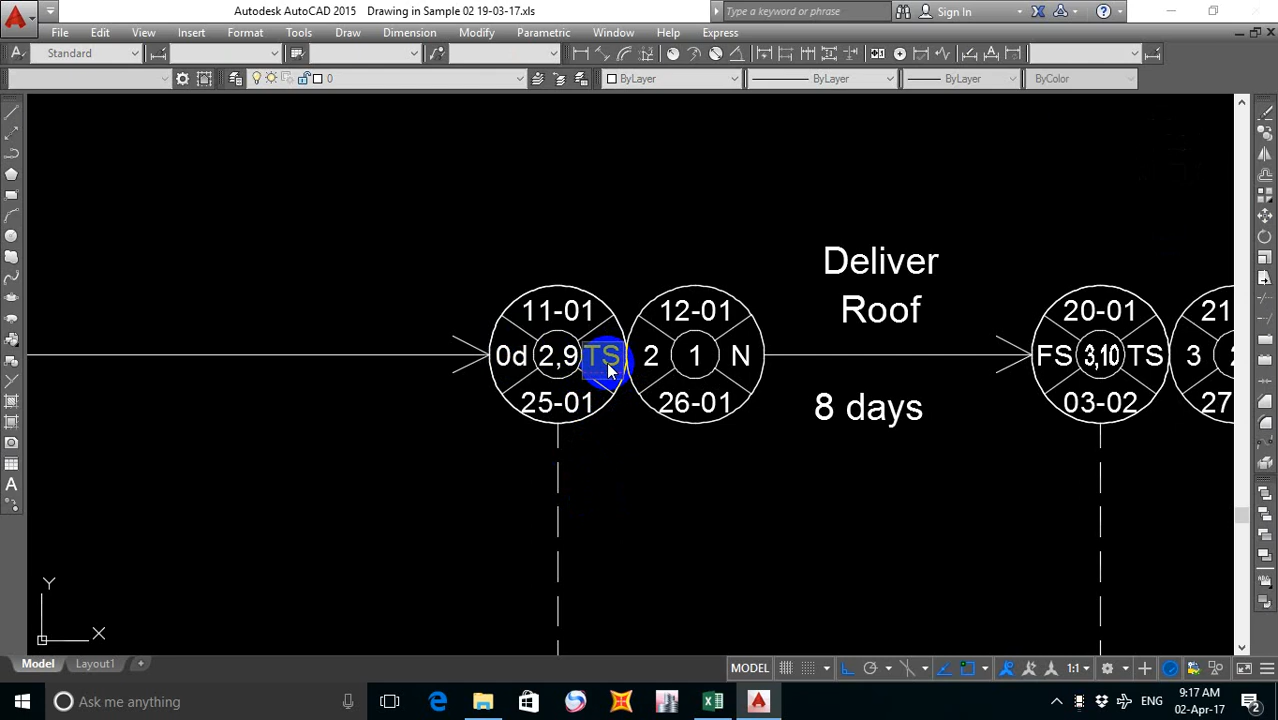 Autodesk AutoCAD 2015 Drawing in Sample 02 19-03-17.xls
Type a keyword or phrase
Sign In
File Edit View Insert Format Tools Draw Dimension Modify Parametric Window Help Express
Standard
0
ByLayer
ByLayer
ByLayer
ByColor
Deliver
Roof
11-01
12-01
20-01
21
0d 2,9 TS 2 1 N
FS 3,10 TS 3
25-01
26-01
8 days
03-02
27
Y
X
Model Layout1
MODEL
1:1
Ask me anything
ENG
9:17 AM
02-Apr-17
2